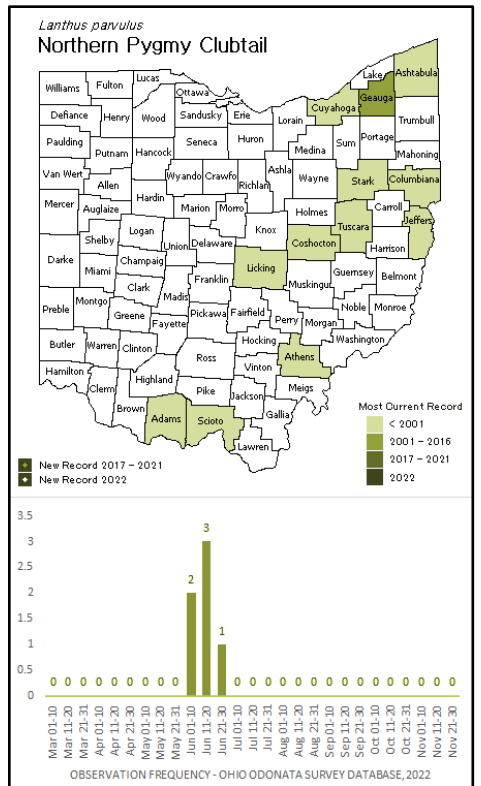 Lanthus parvulus
Northern Pygmy Clubtail
Williams
Fulton
Lucas
Ottawa
Lake
Ashtabula
Geauga
Cuyahoga
Defiance
Henry
Wood
Sandusky
Erie
Lorain
Trumbull
Paulding
Putnam
Hancock
Seneca
Huron
Medina
Sum
Portage
Mahoning
Van Wert
Allen
Wyando
Crawfo
Richlan
Ashla
Wayne
Stark
Columbiana
Mercer
Auglaize
Hardin
Marion
Morro
Holmes
Tuscara
Carroll
Jeffers
Shelby
Logan
Union
Delaware
Knox
Coshocton
Harrison
Darke
Miami
Champaig
Clark
Madis
Franklin
Licking
Muskingu
Guernsey
Belmont
Preble
Montgo
Greene
Fayette
Pickawa
Fairfield
Perry
Morgan
Noble
Monroe
Butler
Warren
Clinton
Ross
Hocking
Athens
Washington
Hamilton
Clerm
Highland
Vinton
Meigs
Brown
Adams
Pike
Scioto
Jackson
Gallia
Lawren
Most Current Record
< 2001
2001 - 2016
2017 - 2021
2022
New Record 2017 - 2021
New Record 2022
3.5
3
2.5
2
1.5
1
0.5
0
0 0 0 0 0 0 0 0 0 2 3 1 0 0 0 0 0 0 0 0 0 0 0 0 0 0 0
Mar 01-10
Mar 11-20
Mar 21-31
Apr 01-10
Apr 11-20
Apr 21-30
May 01-10
May 11-20
May 21-31
Jun 01-10
Jun 11-20
Jun 21-30
Jul 01-10
Jul 11-20
Jul 21-31
Aug 01-10
Aug 11-20
Aug 21-31
Sep 01-10
Sep 11-20
Sep 21-30
Oct 01-10
Oct 11-20
Oct 21-31
Nov 01-10
Nov 11-20
Nov 21-30
OBSERVATION FREQUENCY - OHIO ODONATA SURVEY DATABASE, 2022